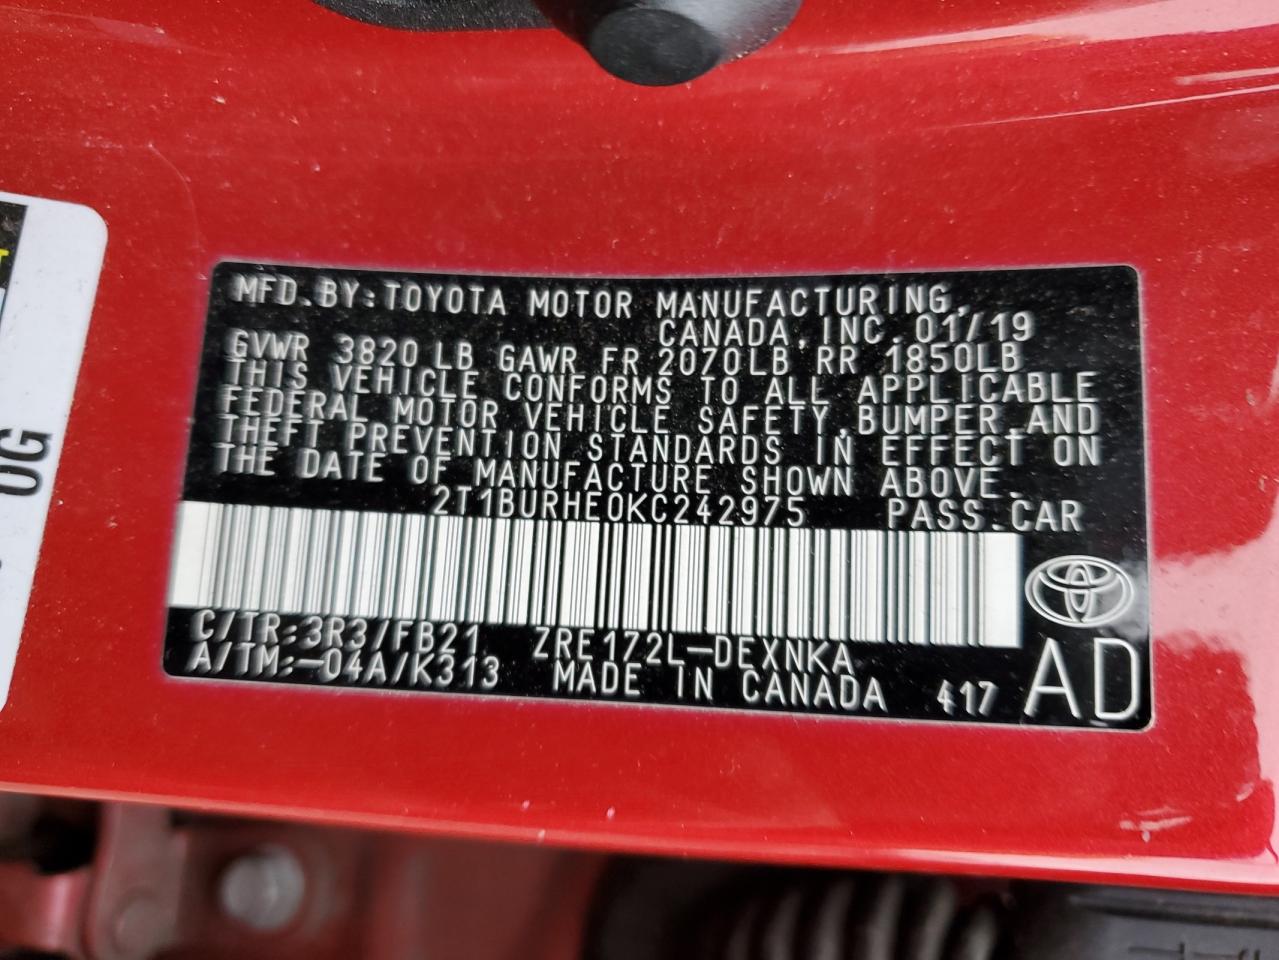 MFD.BY:TOYOTA MOTOR MANUFACTURING,
CANADA, INC.01/19
GVWR 3820LB GAWR FR 2070LB RR 1850LB
THIS VEHICLE CONFORMS TO ALL APPLICABLE
FEDERAL MOTOR VEHICLE SAFETY,BUMPER,AND
THEFT PREVENTION STANDARDS IN EFFECT ON
THE DATE OF MANUFACTURE SHOWN ABOVE.
2T1BURHE0KC242975 PASS.CAR
C/TR:3R3/FB21 ZRE172L-DEXNKA
A/TM:-04A/K313 MADE IN CANADA 417 AD
OG